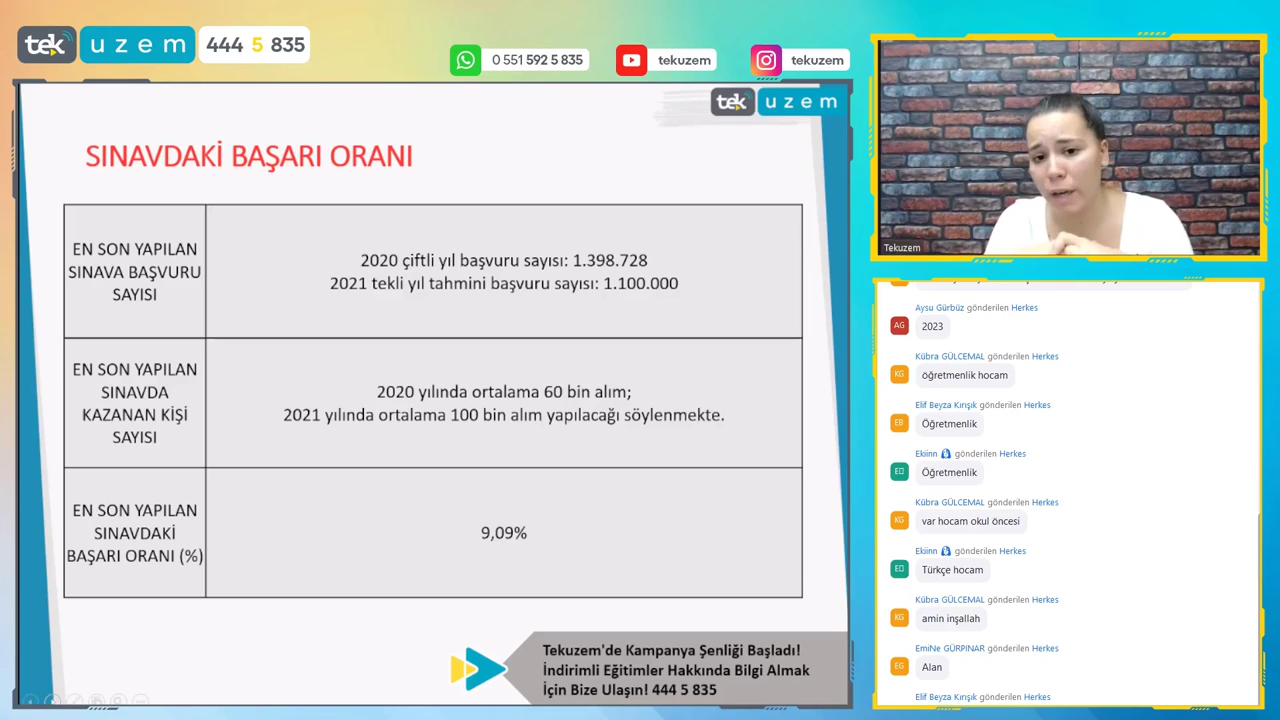 tek uzem 444 5 835
0 551 592 5 835
tekuzem
tekuzem
tek uzem
SINAVDAKİ BAŞARI ORANI
EN SON YAPILAN
SINAVA BAŞVURU
SAYISI
2020 çiftli yıl başvuru sayısı: 1.398.728
2021 tekli yıl tahmini başvuru sayısı: 1.100.000
EN SON YAPILAN
SINAVDA
KAZANAN KİŞİ
SAYISI
2020 yılında ortalama 60 bin alım;
2021 yılında ortalama 100 bin alım yapılacağı söylenmekte.
EN SON YAPILAN
SINAVDAKİ
BAŞARI ORANI (%)
9,09%
Tekuzem'de Kampanya Şenliği Başladı!
İndirimli Eğitimler Hakkında Bilgi Almak
İçin Bize Ulaşın! 444 5 835
Tekuzem
Aysu Gürbüz gönderilen Herkes
AG 2023
Kübra GÜLCEMAL gönderilen Herkes
KG öğretmenlik hocam
Elif Beyza Kırışık gönderilen Herkes
EB Öğretmenlik
Ekiinn gönderilen Herkes
Öğretmenlik
Kübra GÜLCEMAL gönderilen Herkes
KG var hocam okul öncesi
Ekiinn gönderilen Herkes
Türkçe hocam
Kübra GÜLCEMAL gönderilen Herkes
KG amin inşallah
EmiNe GÜRPINAR gönderilen Herkes
EG Alan
Elif Beyza Kırışık gönderilen Herkes